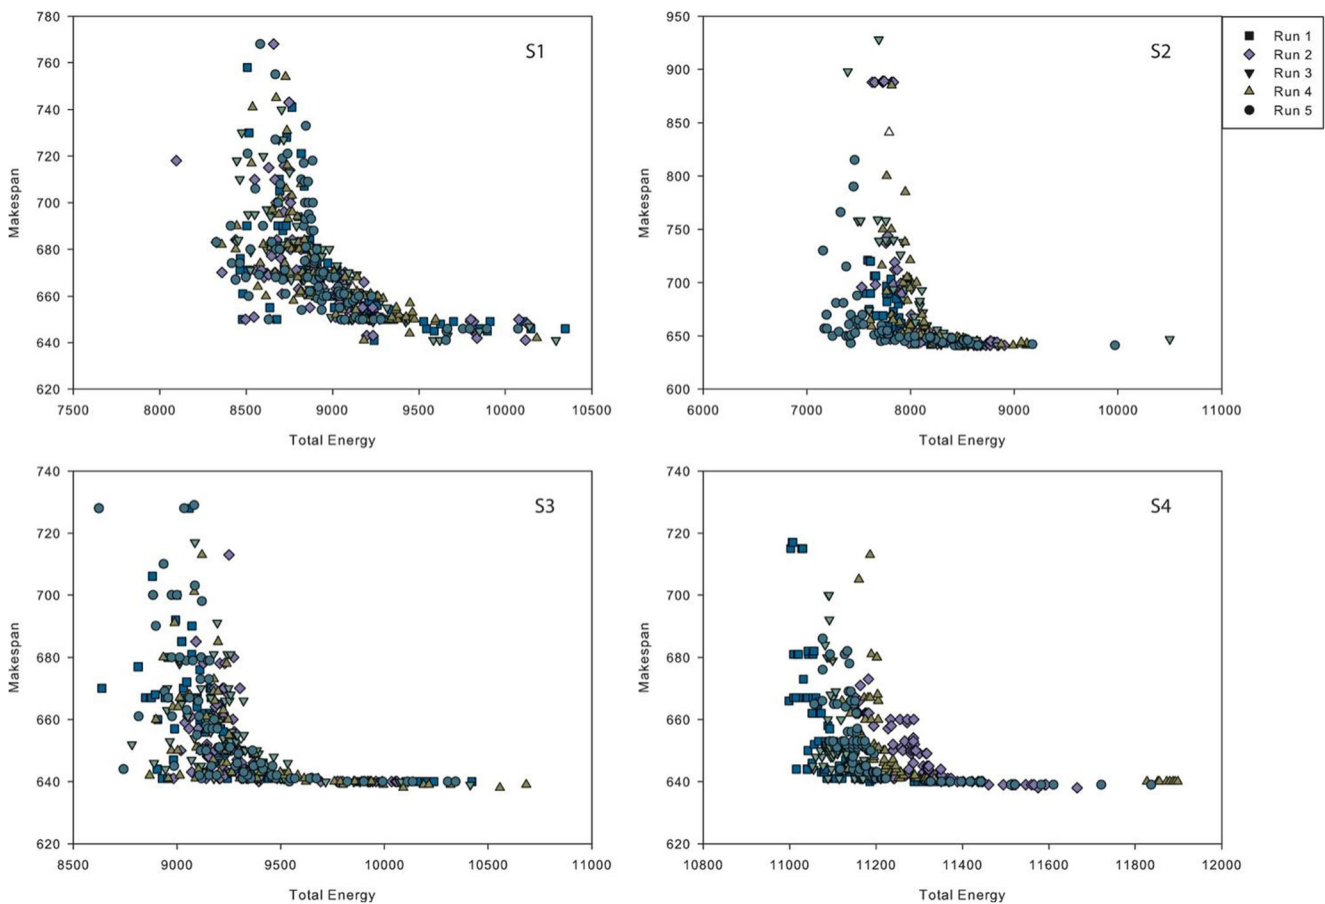 S1
780
760
740
720
700
680
660
640
620
Makespan
7500 8000 8500 9000 9500 10000 10500
Total Energy
S2
950
900
850
800
750
700
650
600
Makespan
6000 7000 8000 9000 10000 11000
Total Energy
Run 1
Run 2
Run 3
Run 4
Run 5
S3
740
720
700
680
660
640
620
Makespan
8500 9000 9500 10000 10500 11000
Total Energy
S4
740
720
700
680
660
640
620
Makespan
10800 11000 11200 11400 11600 11800 12000
Total Energy